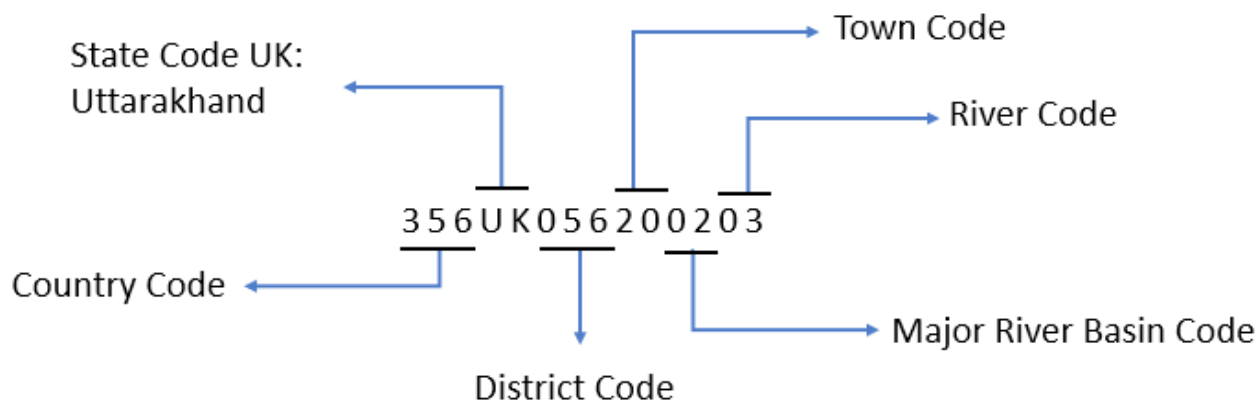 Town Code
State Code UK:
Uttarakhand
River Code
356UK056200203
Country Code
Major River Basin Code
District Code